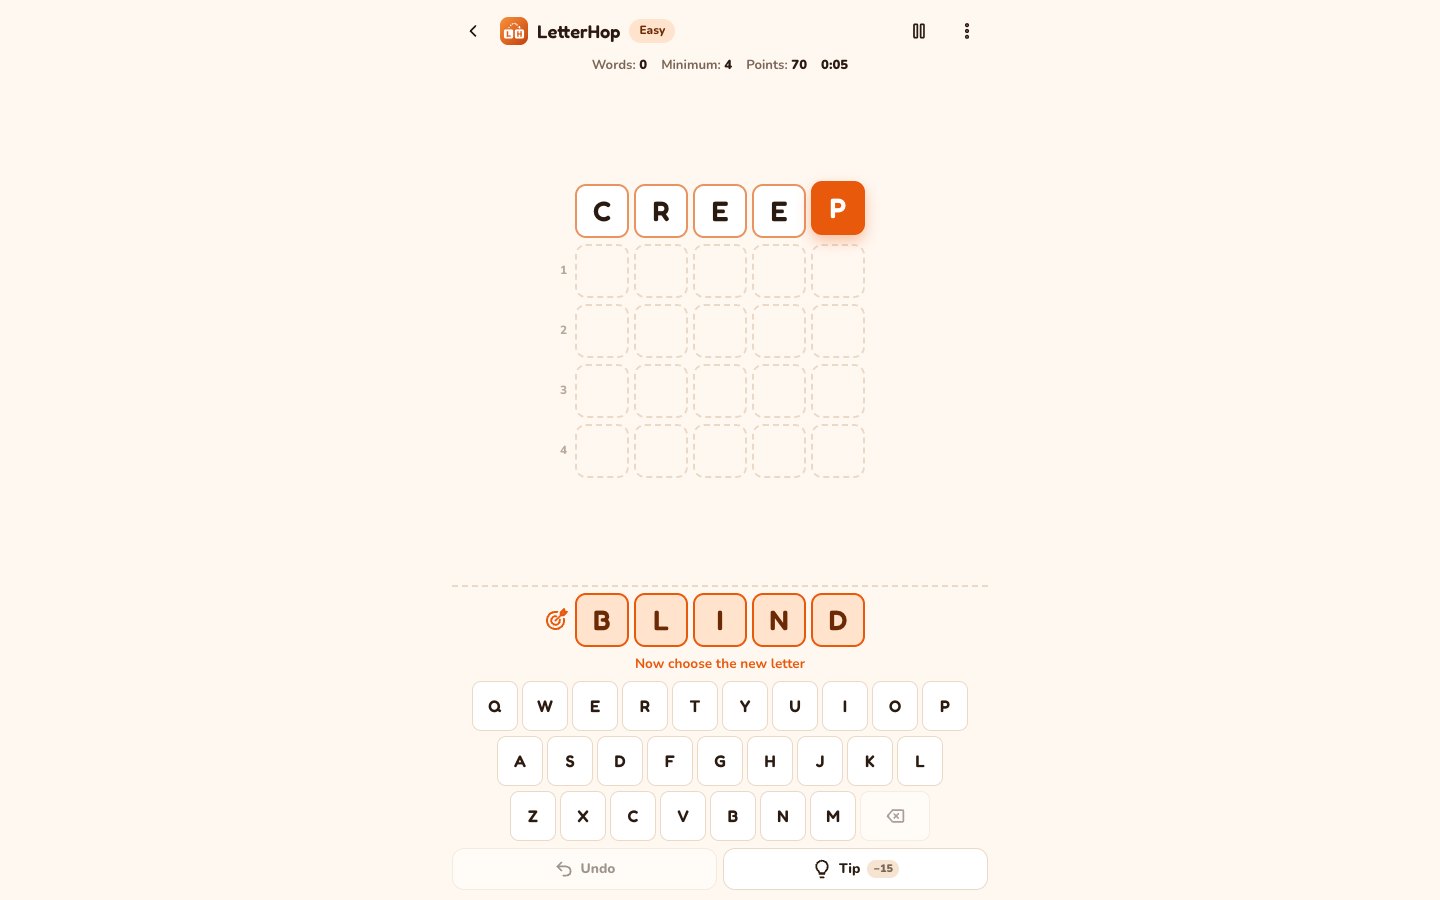 LH LetterHop Easy
Words: 0 Minimum: 4 Points: 70 0:05
C R E E P
1
2
3
4
B L I N D
Now choose the new letter
Q W E R T Y U I O P
A S D F G H J K L
Z X C V B N M
Undo Tip −15